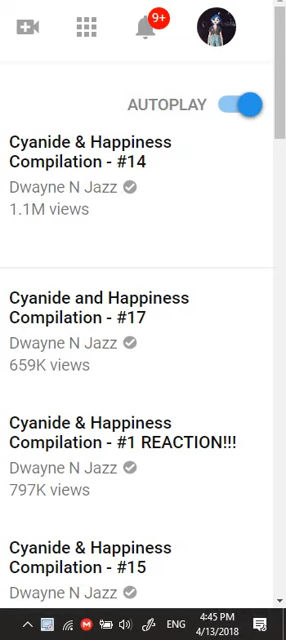 9+
AUTOPLAY
Cyanide & Happiness
Compilation - #14
Dwayne N Jazz
1.1M views
Cyanide and Happiness
Compilation - #17
Dwayne N Jazz
659K views
Cyanide & Happiness
Compilation - #1 REACTION!!!
Dwayne N Jazz
797K views
Cyanide & Happiness
Compilation - #15
Dwayne N Jazz
M
ENG
4:45 PM
4/13/2018